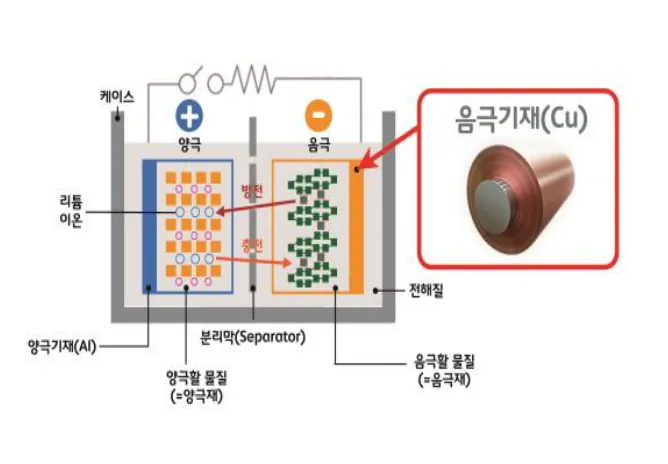 케이스
+
-
양극
음극
음극기재(Cu)
리튬
이온
방전
충전
전해질
양극기재(Al)
분리막(Separator)
양극활 물질
(=양극재)
음극활 물질
(=음극재)